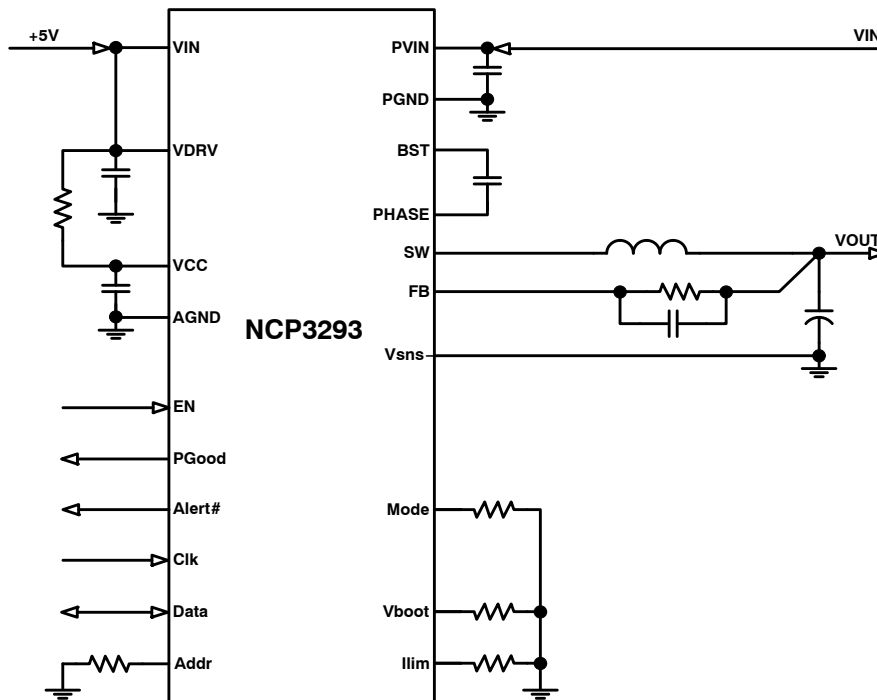 +5V
VIN
PVIN
VIN
PGND
VDRV
BST
PHASE
SW
VOUT
VCC
FB
AGND
NCP3293
Vsns-
EN
PGood
Alert#
Mode
Clk
Data
Vboot
Addr
Ilim